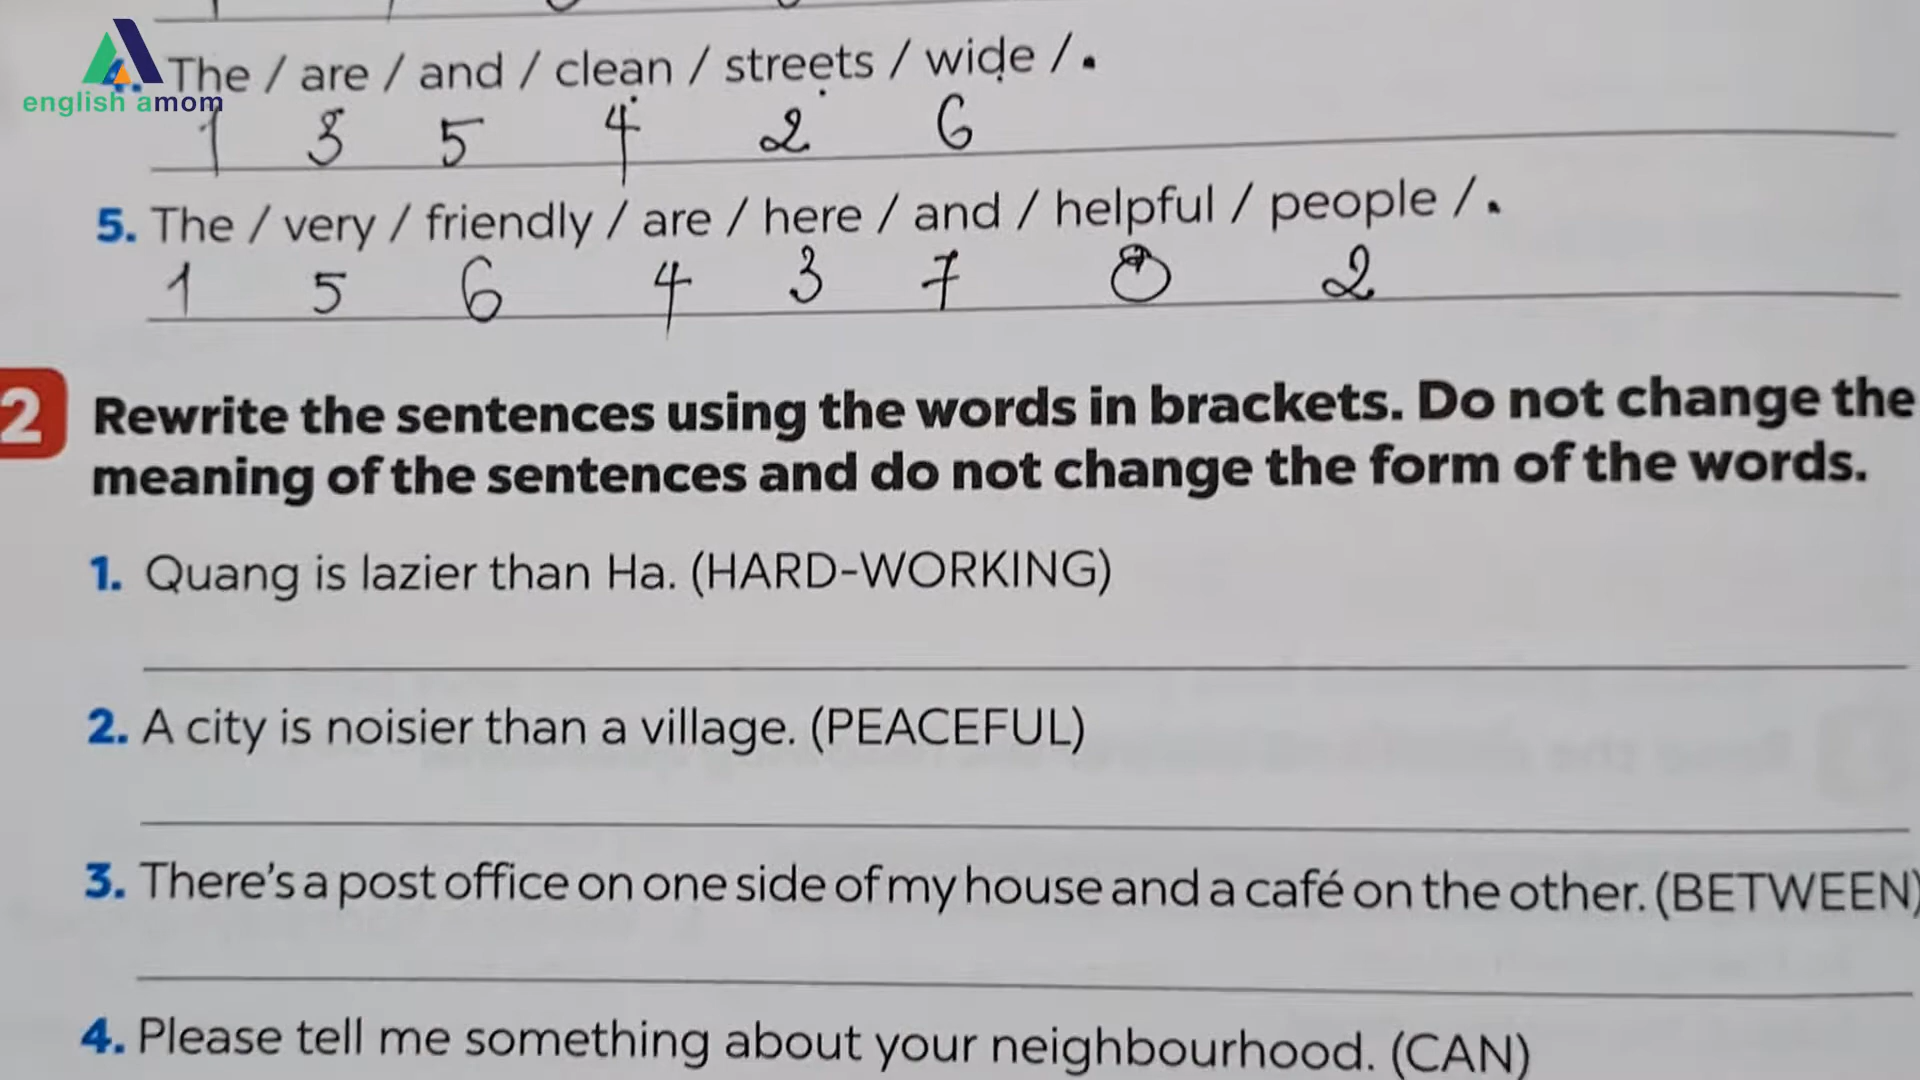 4. The / are / and / clean / streets / wide / .
english amom
1 3 5 4 2 6
5. The / very / friendly / are / here / and / helpful / people / .
1 5 6 4 3 7 8 2
2 Rewrite the sentences using the words in brackets. Do not change the
meaning of the sentences and do not change the form of the words.
1. Quang is lazier than Ha. (HARD-WORKING)
2. A city is noisier than a village. (PEACEFUL)
3. There's a post office on one side of my house and a café on the other. (BETWEEN)
4. Please tell me something about your neighbourhood. (CAN)